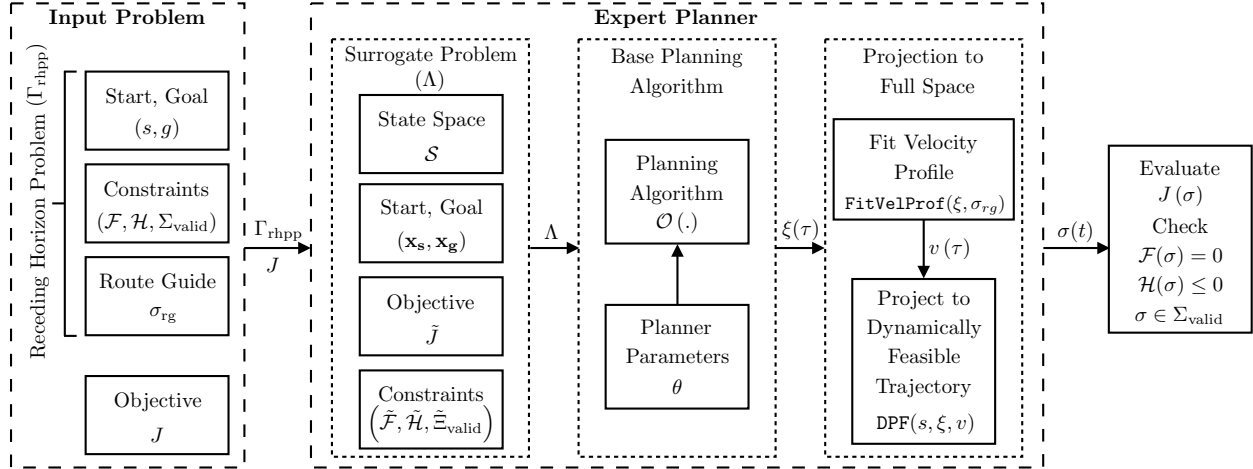 Input Problem
Receding Horizon Problem (Γrhpp)
Start, Goal
(s, g)
Constraints
(ℱ, ℋ, Σvalid)
Route Guide
σrg
Objective
J
Γrhpp
J
Expert Planner
Surrogate Problem
(Λ)
State Space
𝒮
Start, Goal
(𝐱𝐬, 𝐱𝐠)
Objective
J̃
Constraints
(ℱ̃, ℋ̃, Ξ̃valid)
Λ
Base Planning
Algorithm
Planning
Algorithm
𝒪 (.)
Planner
Parameters
θ
ξ(τ)
Projection to
Full Space
Fit Velocity
Profile
FitVelProf(ξ, σrg)
v (τ)
Project to
Dynamically
Feasible
Trajectory
DPF(s, ξ, v)
σ(t)
Evaluate
J (σ)
Check
ℱ(σ) = 0
ℋ(σ) ≤ 0
σ ∈ Σvalid